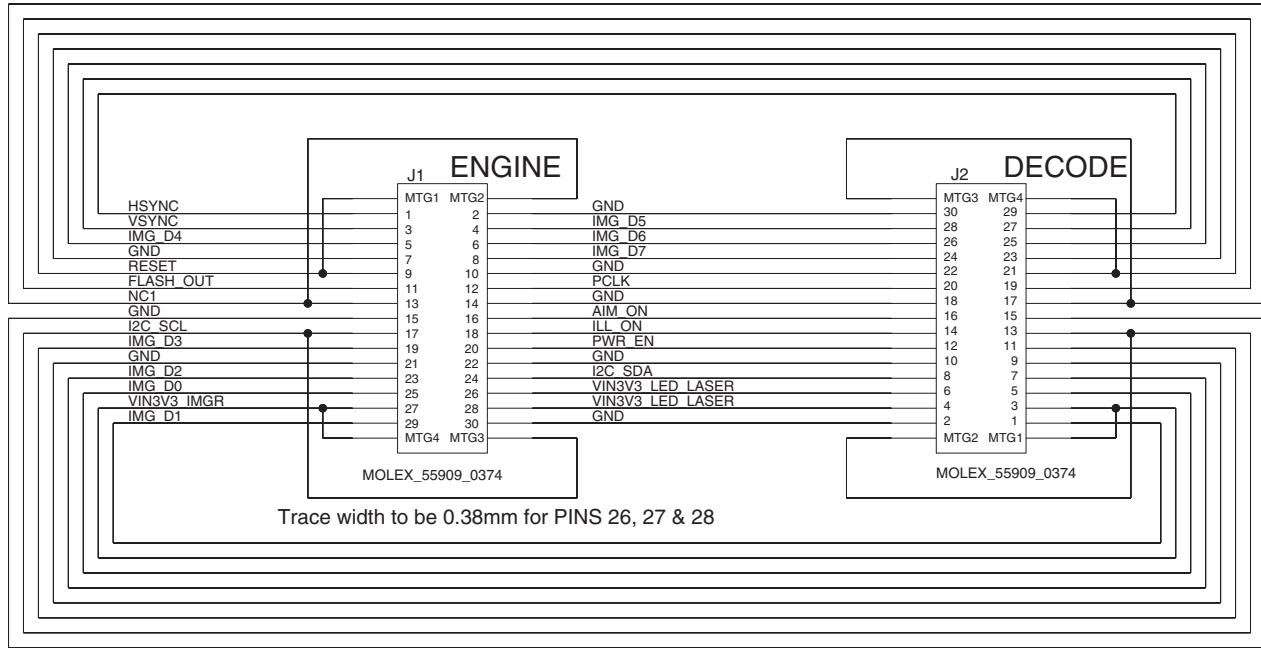 ENGINE
DECODE
J1
J2
MTG1 MTG2
MTG3 MTG4
HSYNC
1 2
GND
30 29
VSYNC
3 4
IMG_D5
28 27
IMG_D4
5 6
IMG_D6
26 25
GND
7 8
IMG_D7
24 23
RESET
9 10
GND
22 21
FLASH_OUT
11 12
PCLK
20 19
NC1
13 14
GND
18 17
GND
15 16
AIM_ON
16 15
I2C_SCL
17 18
ILL_ON
14 13
IMG_D3
19 20
PWR_EN
12 11
GND
21 22
GND
10 9
IMG_D2
23 24
I2C_SDA
8 7
IMG_D0
25 26
VIN3V3_LED_LASER
6 5
VIN3V3_IMGR
27 28
VIN3V3_LED_LASER
4 3
IMG_D1
29 30
GND
2 1
MTG4 MTG3
MTG2 MTG1
MOLEX_55909_0374
MOLEX_55909_0374
Trace width to be 0.38mm for PINS 26, 27 & 28